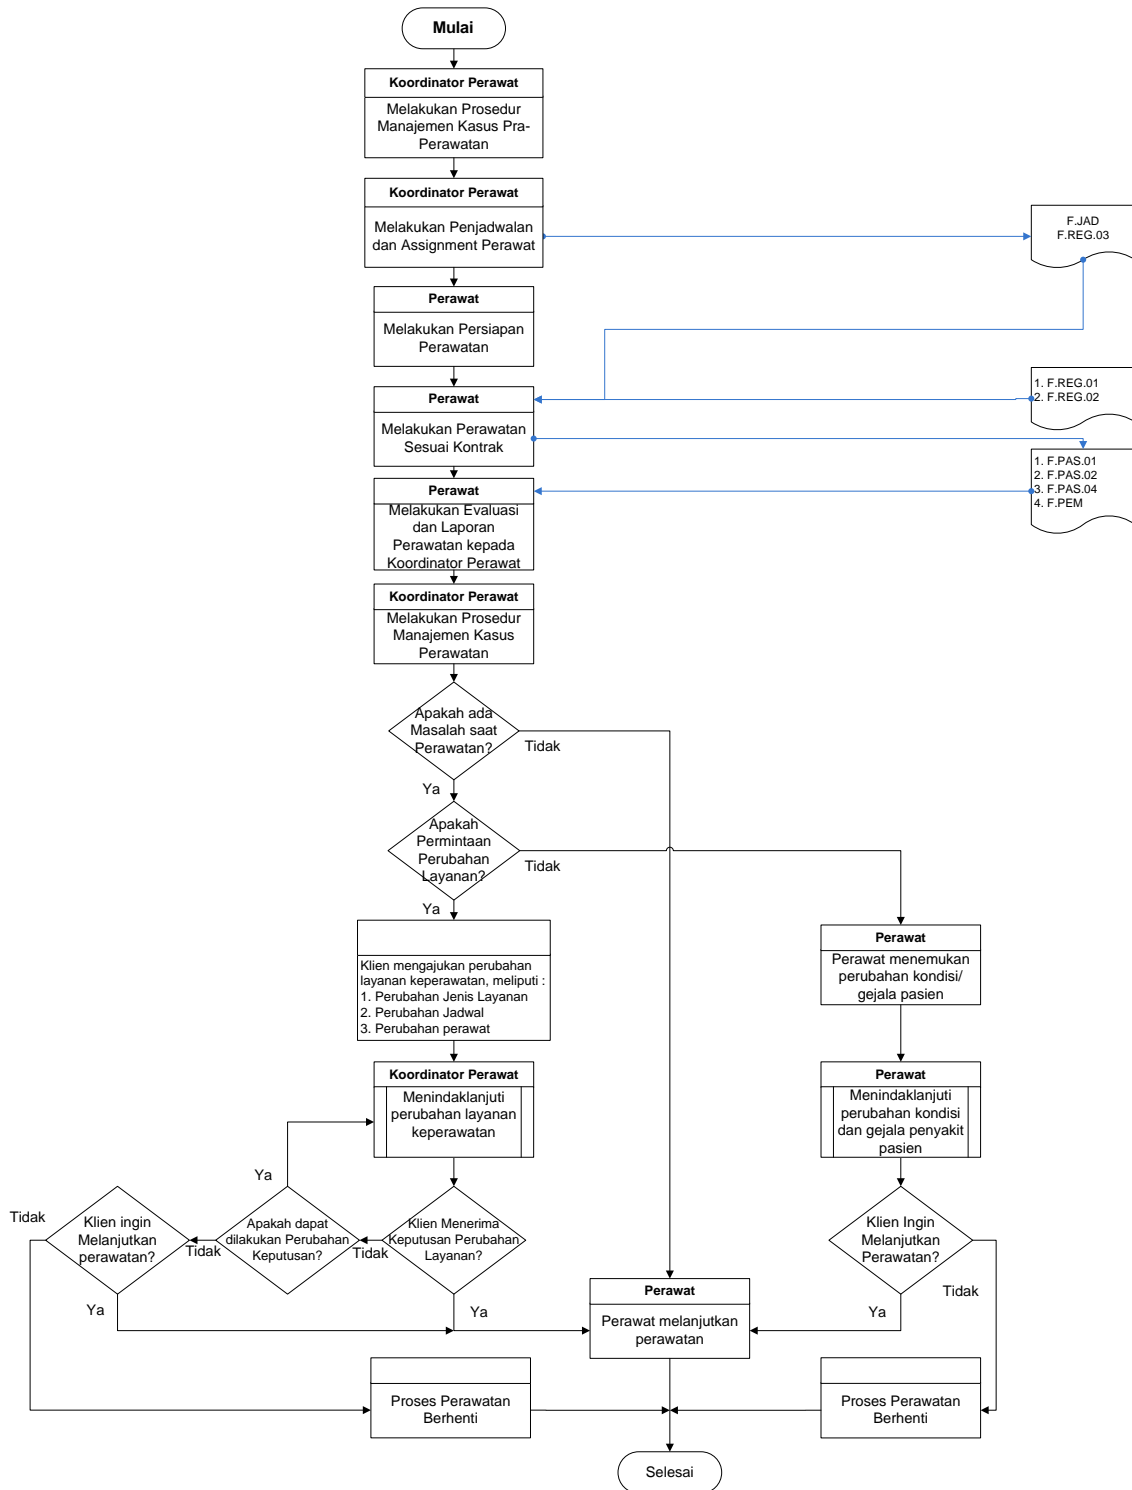 Mulai
Koordinator Perawat
Melakukan Prosedur
Manajemen Kasus Pra-
Perawatan
Koordinator Perawat
Melakukan Penjadwalan
dan Assignment Perawat
F.JAD
F.REG.03
Perawat
Melakukan Persiapan
Perawatan
Perawat
Melakukan Perawatan
Sesuai Kontrak
1. F.REG.01
2. F.REG.02
1. F.PAS.01
2. F.PAS.02
3. F.PAS.04
4. F.PEM
Perawat
Melakukan Evaluasi
dan Laporan
Perawatan kepada
Koordinator Perawat
Koordinator Perawat
Melakukan Prosedur
Manajemen Kasus
Perawatan
Apakah ada
Masalah saat
Perawatan?
Tidak
Ya
Apakah
Permintaan
Perubahan
Layanan?
Tidak
Ya
Klien mengajukan perubahan
layanan keperawatan, meliputi :
1. Perubahan Jenis Layanan
2. Perubahan Jadwal
3. Perubahan perawat
Perawat
Perawat menemukan
perubahan kondisi/
gejala pasien
Koordinator Perawat
Menindaklanjuti
perubahan layanan
keperawatan
Perawat
Menindaklanjuti
perubahan kondisi
dan gejala penyakit
pasien
Ya
Tidak
Klien ingin
Melanjutkan
perawatan?
Tidak
Apakah dapat
dilakukan Perubahan
Keputusan?
Tidak
Klien Menerima
Keputusan Perubahan
Layanan?
Klien Ingin
Melanjutkan
Perawatan?
Tidak
Ya
Ya
Ya
Perawat
Perawat melanjutkan
perawatan
Proses Perawatan
Berhenti
Proses Perawatan
Berhenti
Selesai